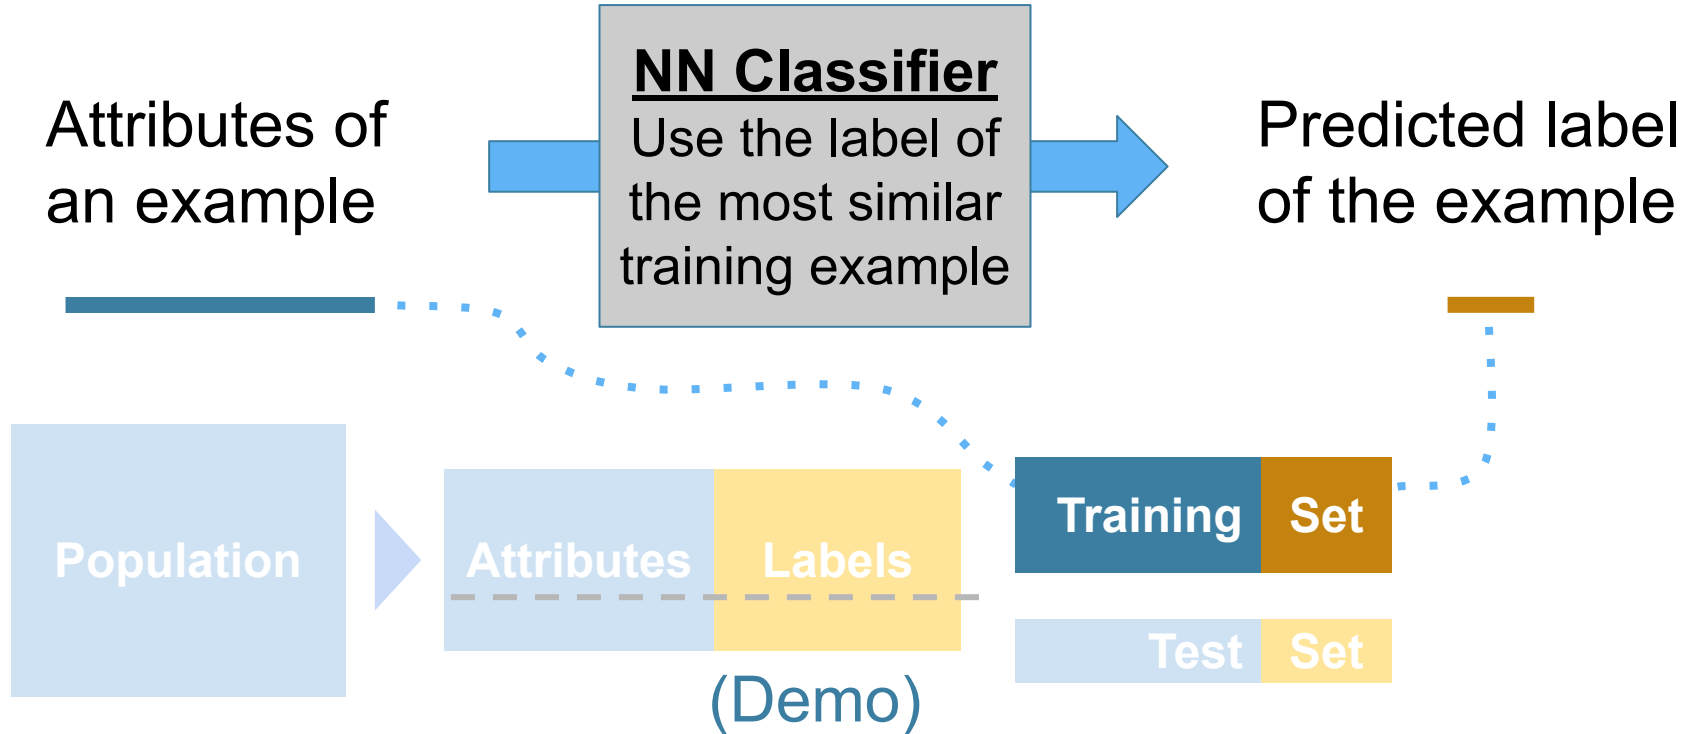 NN Classifier
Use the label of
the most similar
training example
Attributes of
an example
Predicted label
of the example
Population
Attributes Labels
Training Set
Test Set
(Demo)